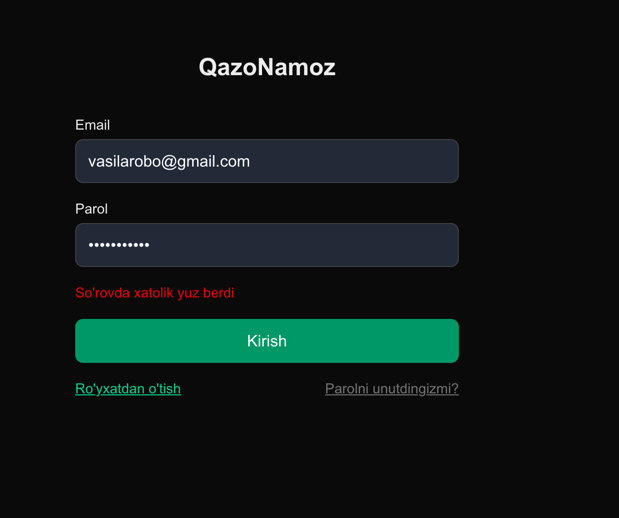 QazoNamoz
Email
vasilarobo@gmail.com
Parol
•••••••••••
So'rovda xatolik yuz berdi
Kirish
Ro'yxatdan o'tish Parolni unutdingizmi?